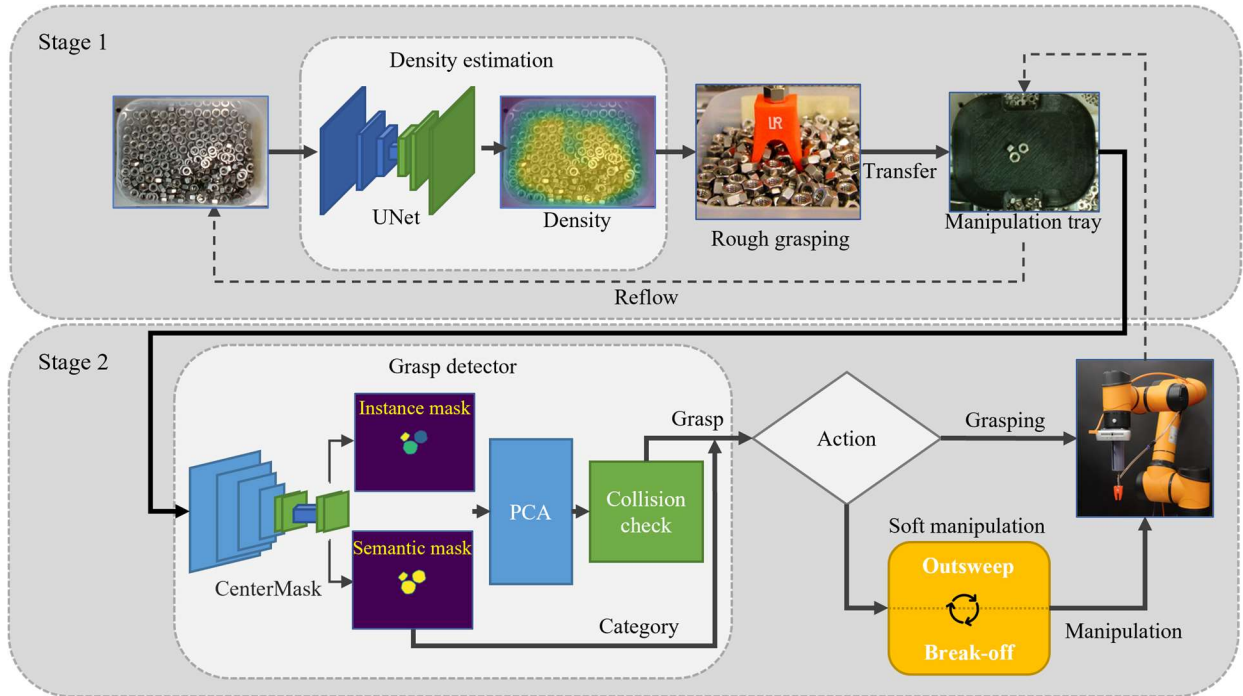 Stage 1
Density estimation
UNet
Density
UR
Rough grasping
Transfer
Manipulation tray
Reflow
Stage 2
Grasp detector
Instance mask
Semantic mask
CenterMask
PCA
Collision
check
Grasp
Category
Action
Grasping
Soft manipulation
Outsweep
Break-off
Manipulation